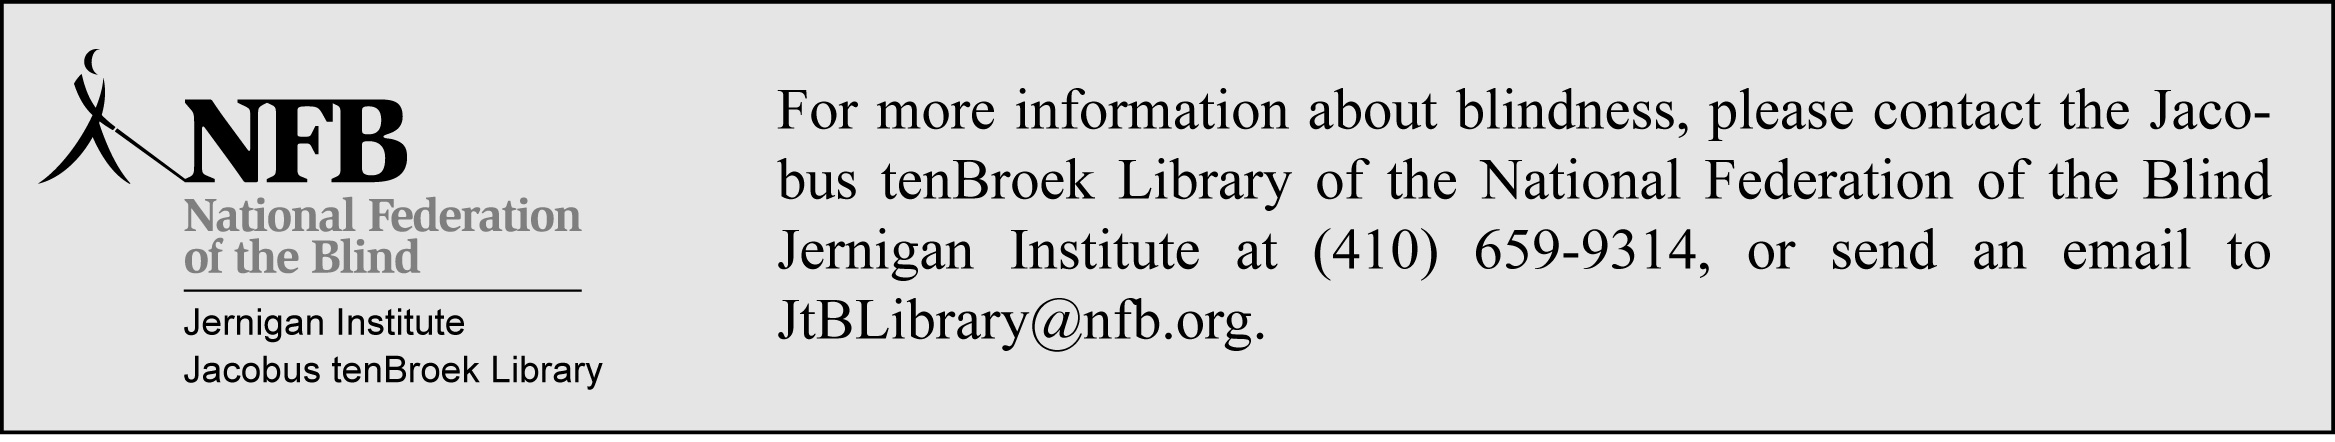 NFB
National Federation
of the Blind
Jernigan Institute
Jacobus tenBroek Library
For more information about blindness, please contact the Jaco-
bus tenBroek Library of the National Federation of the Blind
Jernigan Institute at (410) 659-9314, or send an email to
JtBLibrary@nfb.org.